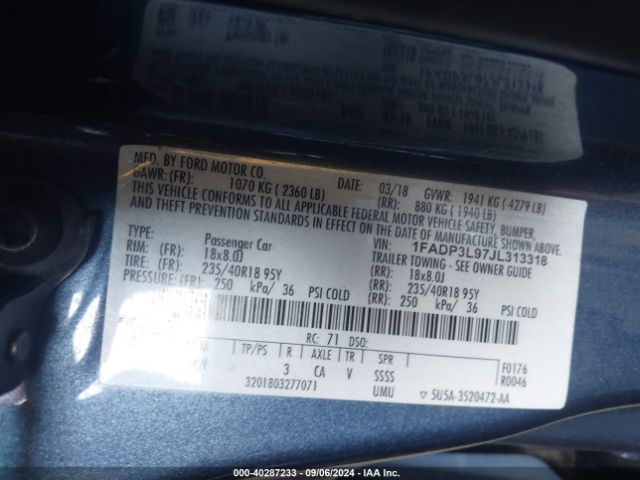 MFD. BY FORD MOTOR CO.
DATE: 03/18 GVWR: 1941 KG ( 4279 LB)
GAWR: (FR): 1070 KG ( 2360 LB) (RR): 880 KG ( 1940 LB)
THIS VEHICLE CONFORMS TO ALL APPLICABLE FEDERAL MOTOR VEHICLE SAFETY, BUMPER,
AND THEFT PREVENTION STANDARDS IN EFFECT ON THE DATE OF MANUFACTURE SHOWN ABOVE.
VIN: 1FADP3L97JL313318
TYPE: Passenger Car TRAILER TOWING - SEE OWNER GUIDE
RIM: (FR): 18x8.0J (RR): 18x8.0J
TIRE: (FR): 235/40R18 95Y (RR): 235/40R18 95Y
PRESSURE: (FR): 250 kPa/ 36 PSI COLD (RR): 250 kPa/ 36 PSI COLD
RC: 71 DSO:
TP/PS R AXLE TR SPR F0176
3 CA V SSSS R0046
3201803277071 UMU 5U5A-3520472-AA
000-40287233 - 09/06/2024 - IAA Inc.